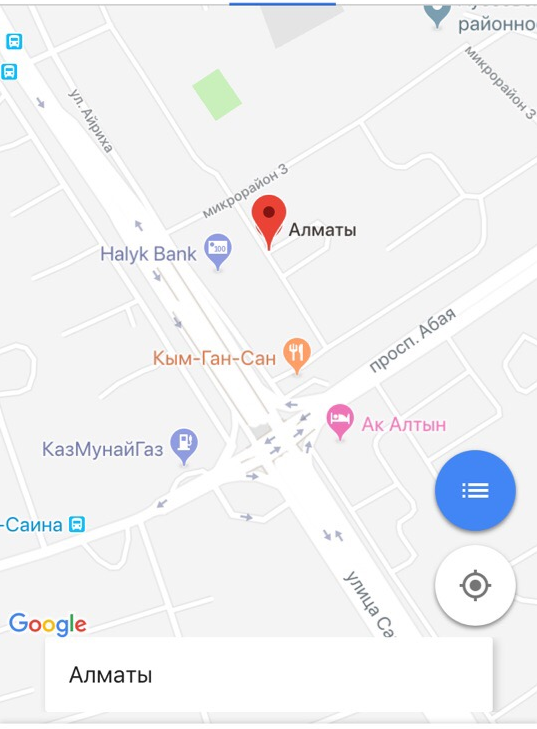 районно
микрорайон 3
ул. Айриха
микрорайон 3
Алматы
Halyk Bank
100
просп. Абая
Кым-Ган-Сан
Ак Алтын
КазМунайГаз
-Саина
улица Са
Google
Алматы